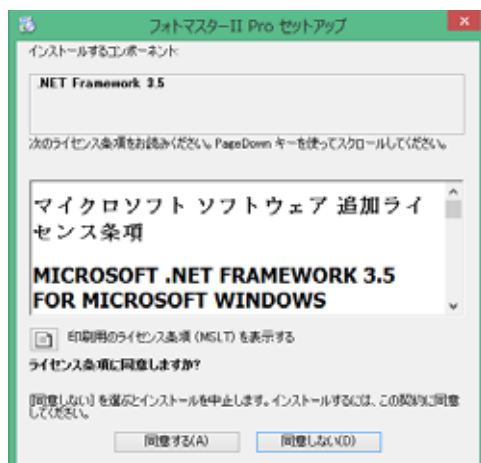 フォトマスターII Pro セットアップ
インストールするコンポーネント:
.NET Framework 3.5
次のライセンス条項をお読みください。PageDown キーを使ってスクロールしてください。
マイクロソフト ソフトウェア 追加ライ
センス条項
MICROSOFT .NET FRAMEWORK 3.5
FOR MICROSOFT WINDOWS
印刷用のライセンス条項 (MSLT) を表示する
ライセンス条項に同意しますか?
[同意しない] を選ぶとインストールを中止します。インストールするには、この契約に同意
してください。
同意する(A)
同意しない(D)